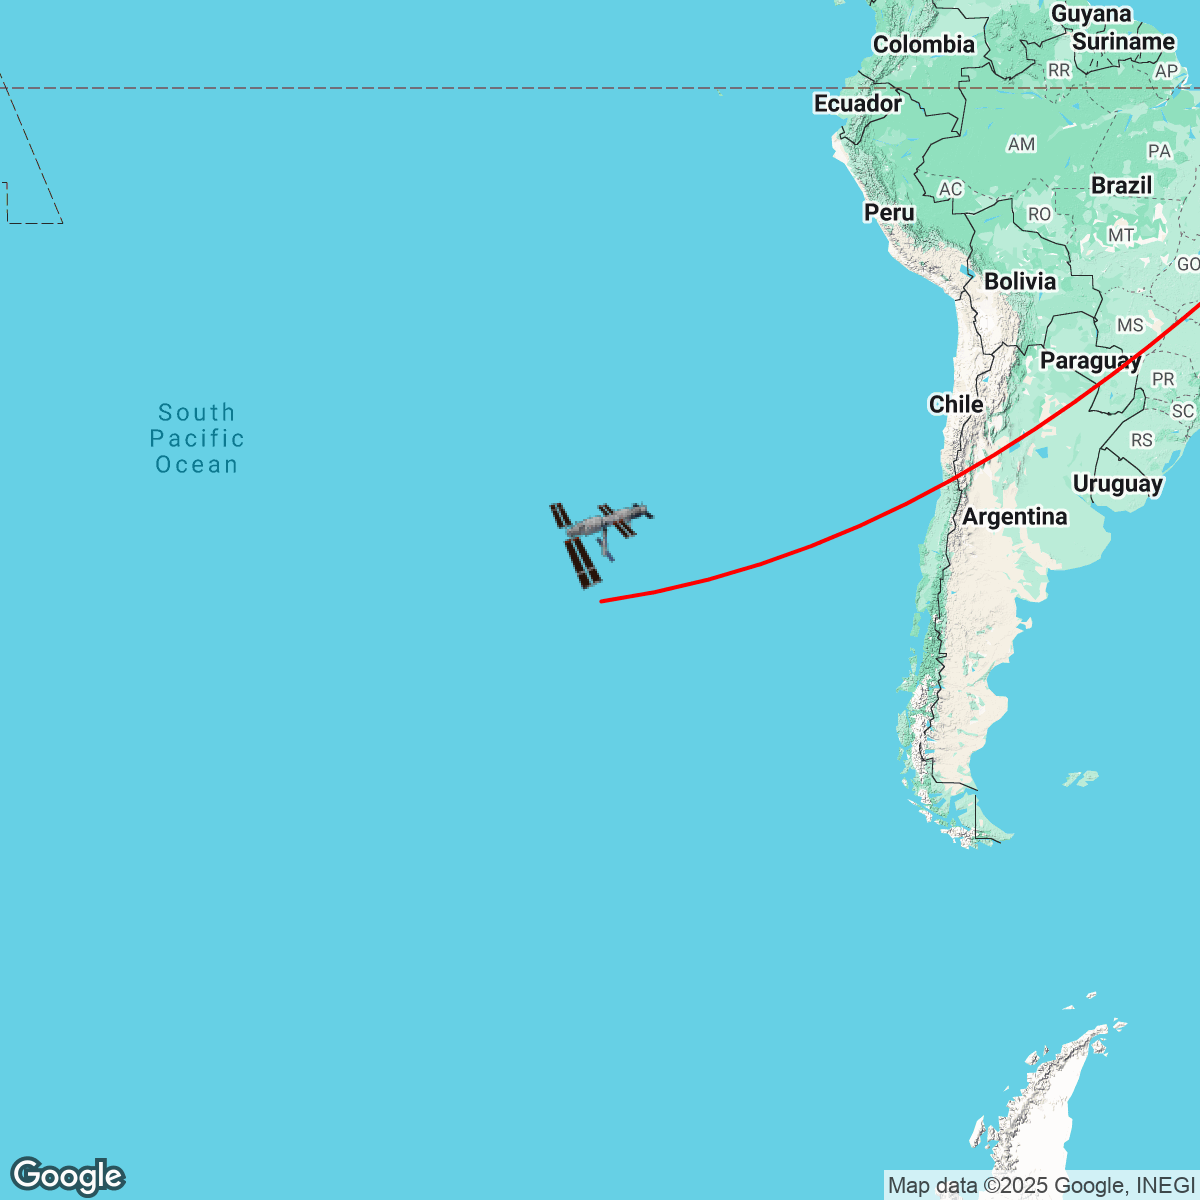 Guyana
Colombia
Suriname
RR
AP
Ecuador
AM
PA
AC
Brazil
Peru
RO
MT
GO
Bolivia
MS
Paraguay
PR
Chile
SC
South
Pacific
Ocean
RS
Uruguay
Argentina
Google
Map data ©2025 Google, INEGI